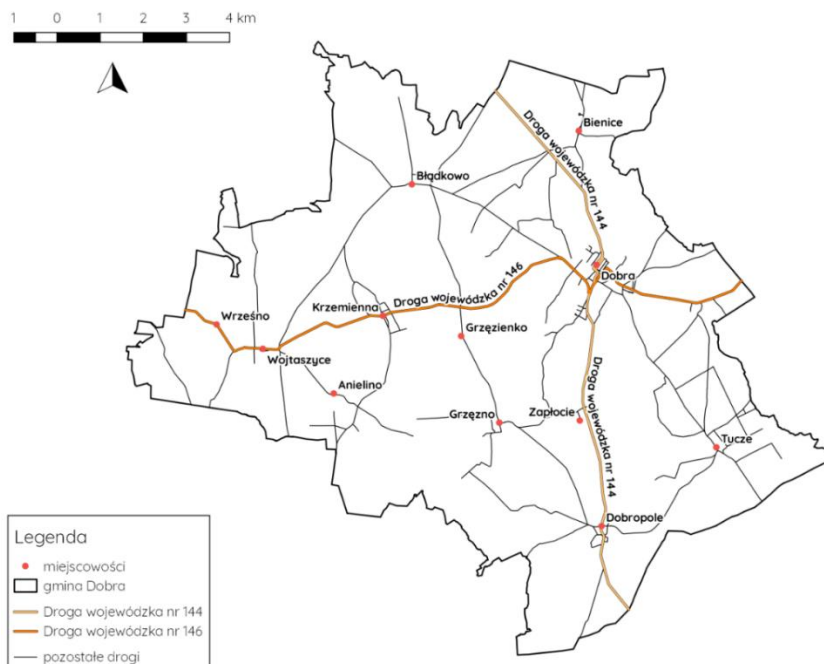 1 0 1 2 3 4 km
Bienice
Droga wojewódzka nr 144
Błądkowo
Dobra
Droga wojewódzka nr 146
Krzemienna
Wrześno
Grzęzienko
Wojtaszyce
Anielino
Droga wojewódzka nr 144
Grzęzno
Zapłocie
Tucze
Dobropole
Legenda
miejscowości
gmina Dobra
Droga wojewódzka nr 144
Droga wojewódzka nr 146
pozostałe drogi